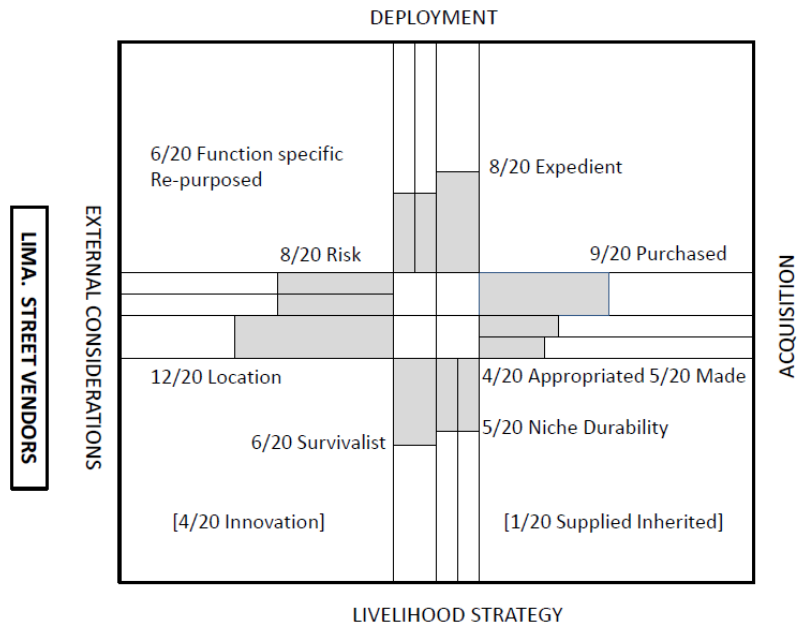 DEPLOYMENT
6/20 Function specific
Re-purposed
8/20 Expedient
8/20 Risk
9/20 Purchased
LIMA. STREET VENDORS
EXTERNAL CONSIDERATIONS
ACQUISITION
12/20 Location
4/20 Appropriated 5/20 Made
6/20 Survivalist
5/20 Niche Durability
[4/20 Innovation]
[1/20 Supplied Inherited]
LIVELIHOOD STRATEGY